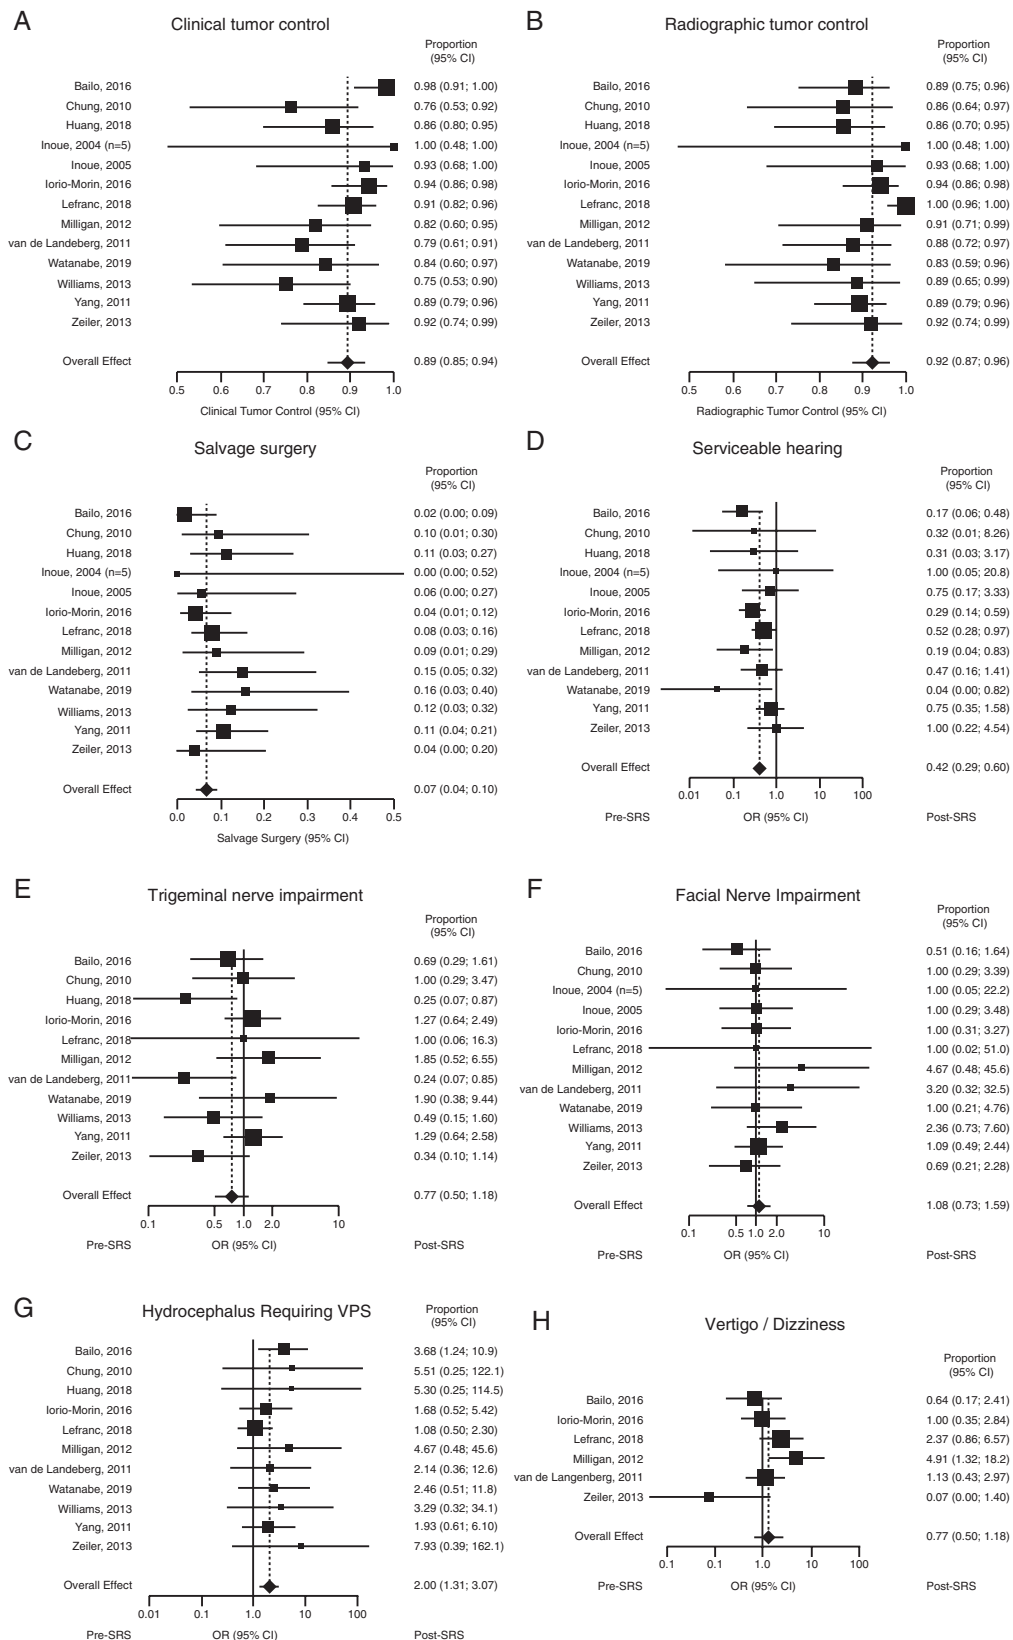 A
Clinical tumor control
Proportion
(95% CI)
Bailo, 2016 0.98 (0.91; 1.00)
Chung, 2010 0.76 (0.53; 0.92)
Huang, 2018 0.86 (0.80; 0.95)
Inoue, 2004 (n=5) 1.00 (0.48; 1.00)
Inoue, 2005 0.93 (0.68; 1.00)
Iorio-Morin, 2016 0.94 (0.86; 0.98)
Lefranc, 2018 0.91 (0.82; 0.96)
Milligan, 2012 0.82 (0.60; 0.95)
van de Landeberg, 2011 0.79 (0.61; 0.91)
Watanabe, 2019 0.84 (0.60; 0.97)
Williams, 2013 0.75 (0.53; 0.90)
Yang, 2011 0.89 (0.79; 0.96)
Zeiler, 2013 0.92 (0.74; 0.99)
Overall Effect 0.89 (0.85; 0.94)
0.5 0.6 0.7 0.8 0.9 1.0
Clinical Tumor Control (95% CI)
B
Radiographic tumor control
Proportion
(95% CI)
Bailo, 2016 0.89 (0.75; 0.96)
Chung, 2010 0.86 (0.64; 0.97)
Huang, 2018 0.86 (0.70; 0.95)
Inoue, 2004 (n=5) 1.00 (0.48; 1.00)
Inoue, 2005 0.93 (0.68; 1.00)
Iorio-Morin, 2016 0.94 (0.86; 0.98)
Lefranc, 2018 1.00 (0.96; 1.00)
Milligan, 2012 0.91 (0.71; 0.99)
van de Landeberg, 2011 0.88 (0.72; 0.97)
Watanabe, 2019 0.83 (0.59; 0.96)
Williams, 2013 0.89 (0.65; 0.99)
Yang, 2011 0.89 (0.79; 0.96)
Zeiler, 2013 0.92 (0.74; 0.99)
Overall Effect 0.92 (0.87; 0.96)
0.5 0.6 0.7 0.8 0.9 1.0
Radiographic Tumor Control (95% CI)
C
Salvage surgery
Proportion
(95% CI)
Bailo, 2016 0.02 (0.00; 0.09)
Chung, 2010 0.10 (0.01; 0.30)
Huang, 2018 0.11 (0.03; 0.27)
Inoue, 2004 (n=5) 0.00 (0.00; 0.52)
Inoue, 2005 0.06 (0.00; 0.27)
Iorio-Morin, 2016 0.04 (0.01; 0.12)
Lefranc, 2018 0.08 (0.03; 0.16)
Milligan, 2012 0.09 (0.01; 0.29)
van de Landeberg, 2011 0.15 (0.05; 0.32)
Watanabe, 2019 0.16 (0.03; 0.40)
Williams, 2013 0.12 (0.03; 0.32)
Yang, 2011 0.11 (0.04; 0.21)
Zeiler, 2013 0.04 (0.00; 0.20)
Overall Effect 0.07 (0.04; 0.10)
0.0 0.1 0.2 0.3 0.4 0.5
Salvage Surgery (95% CI)
D
Serviceable hearing
Proportion
(95% CI)
Bailo, 2016 0.17 (0.06; 0.48)
Chung, 2010 0.32 (0.01; 8.26)
Huang, 2018 0.31 (0.03; 3.17)
Inoue, 2004 (n=5) 1.00 (0.05; 20.8)
Inoue, 2005 0.75 (0.17; 3.33)
Iorio-Morin, 2016 0.29 (0.14; 0.59)
Lefranc, 2018 0.52 (0.28; 0.97)
Milligan, 2012 0.19 (0.04; 0.83)
van de Landeberg, 2011 0.47 (0.16; 1.41)
Watanabe, 2019 0.04 (0.00; 0.82)
Yang, 2011 0.75 (0.35; 1.58)
Zeiler, 2013 1.00 (0.22; 4.54)
Overall Effect 0.42 (0.29; 0.60)
0.01 0.1 1.0 10 100
Pre-SRS OR (95% CI) Post-SRS
E
Trigeminal nerve impairment
Proportion
(95% CI)
Bailo, 2016 0.69 (0.29; 1.61)
Chung, 2010 1.00 (0.29; 3.47)
Huang, 2018 0.25 (0.07; 0.87)
Iorio-Morin, 2016 1.27 (0.64; 2.49)
Lefranc, 2018 1.00 (0.06; 16.3)
Milligan, 2012 1.85 (0.52; 6.55)
van de Landeberg, 2011 0.24 (0.07; 0.85)
Watanabe, 2019 1.90 (0.38; 9.44)
Williams, 2013 0.49 (0.15; 1.60)
Yang, 2011 1.29 (0.64; 2.58)
Zeiler, 2013 0.34 (0.10; 1.14)
Overall Effect 0.77 (0.50; 1.18)
0.1 0.5 1.0 2.0 10
Pre-SRS OR (95% CI) Post-SRS
F
Facial Nerve Impairment
Proportion
(95% CI)
Bailo, 2016 0.51 (0.16; 1.64)
Chung, 2010 1.00 (0.29; 3.39)
Inoue, 2004 (n=5) 1.00 (0.05; 22.2)
Inoue, 2005 1.00 (0.29; 3.48)
Iorio-Morin, 2016 1.00 (0.31; 3.27)
Lefranc, 2018 1.00 (0.02; 51.0)
Milligan, 2012 4.67 (0.48; 45.6)
van de Landeberg, 2011 3.20 (0.32; 32.5)
Watanabe, 2019 1.00 (0.21; 4.76)
Williams, 2013 2.36 (0.73; 7.60)
Yang, 2011 1.09 (0.49; 2.44)
Zeiler, 2013 0.69 (0.21; 2.28)
Overall Effect 1.08 (0.73; 1.59)
0.1 0.5 1.0 2.0 10
Pre-SRS OR (95% CI) Post-SRS
G
Hydrocephalus Requiring VPS
Proportion
(95% CI)
Bailo, 2016 3.68 (1.24; 10.9)
Chung, 2010 5.51 (0.25; 122.1)
Huang, 2018 5.30 (0.25; 114.5)
Iorio-Morin, 2016 1.68 (0.52; 5.42)
Lefranc, 2018 1.08 (0.50; 2.30)
Milligan, 2012 4.67 (0.48; 45.6)
van de Landeberg, 2011 2.14 (0.36; 12.6)
Watanabe, 2019 2.46 (0.51; 11.8)
Williams, 2013 3.29 (0.32; 34.1)
Yang, 2011 1.93 (0.61; 6.10)
Zeiler, 2013 7.93 (0.39; 162.1)
Overall Effect 2.00 (1.31; 3.07)
0.01 0.1 1.0 10 100
Pre-SRS OR (95% CI) Post-SRS
H
Vertigo / Dizziness
Proportion
(95% CI)
Bailo, 2016 0.64 (0.17; 2.41)
Iorio-Morin, 2016 1.00 (0.35; 2.84)
Lefranc, 2018 2.37 (0.86; 6.57)
Milligan, 2012 4.91 (1.32; 18.2)
van de Langenberg, 2011 1.13 (0.43; 2.97)
Zeiler, 2013 0.07 (0.00; 1.40)
Overall Effect 0.77 (0.50; 1.18)
0.1 0.1 1.0 10 100
Pre-SRS OR (95% CI) Post-SRS